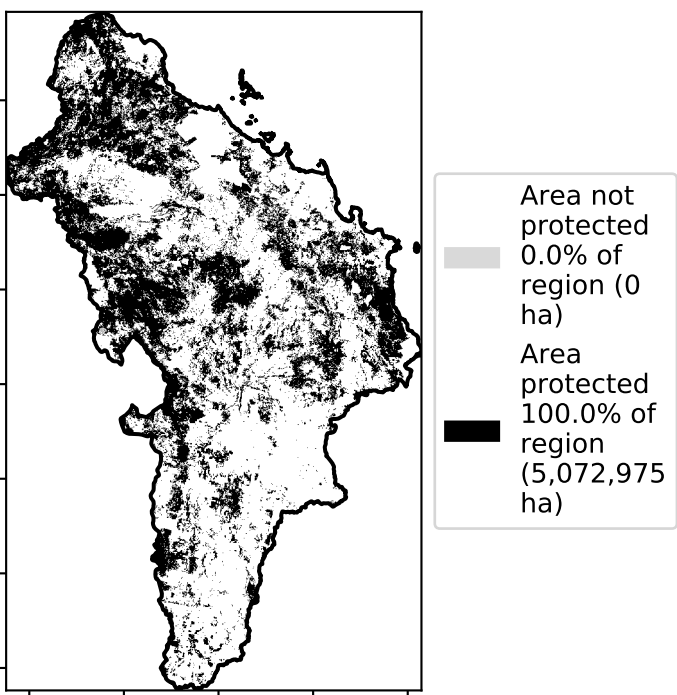 Area not
protected
0.0% of
region (0
ha)
Area
protected
100.0% of
region
(5,072,975
ha)